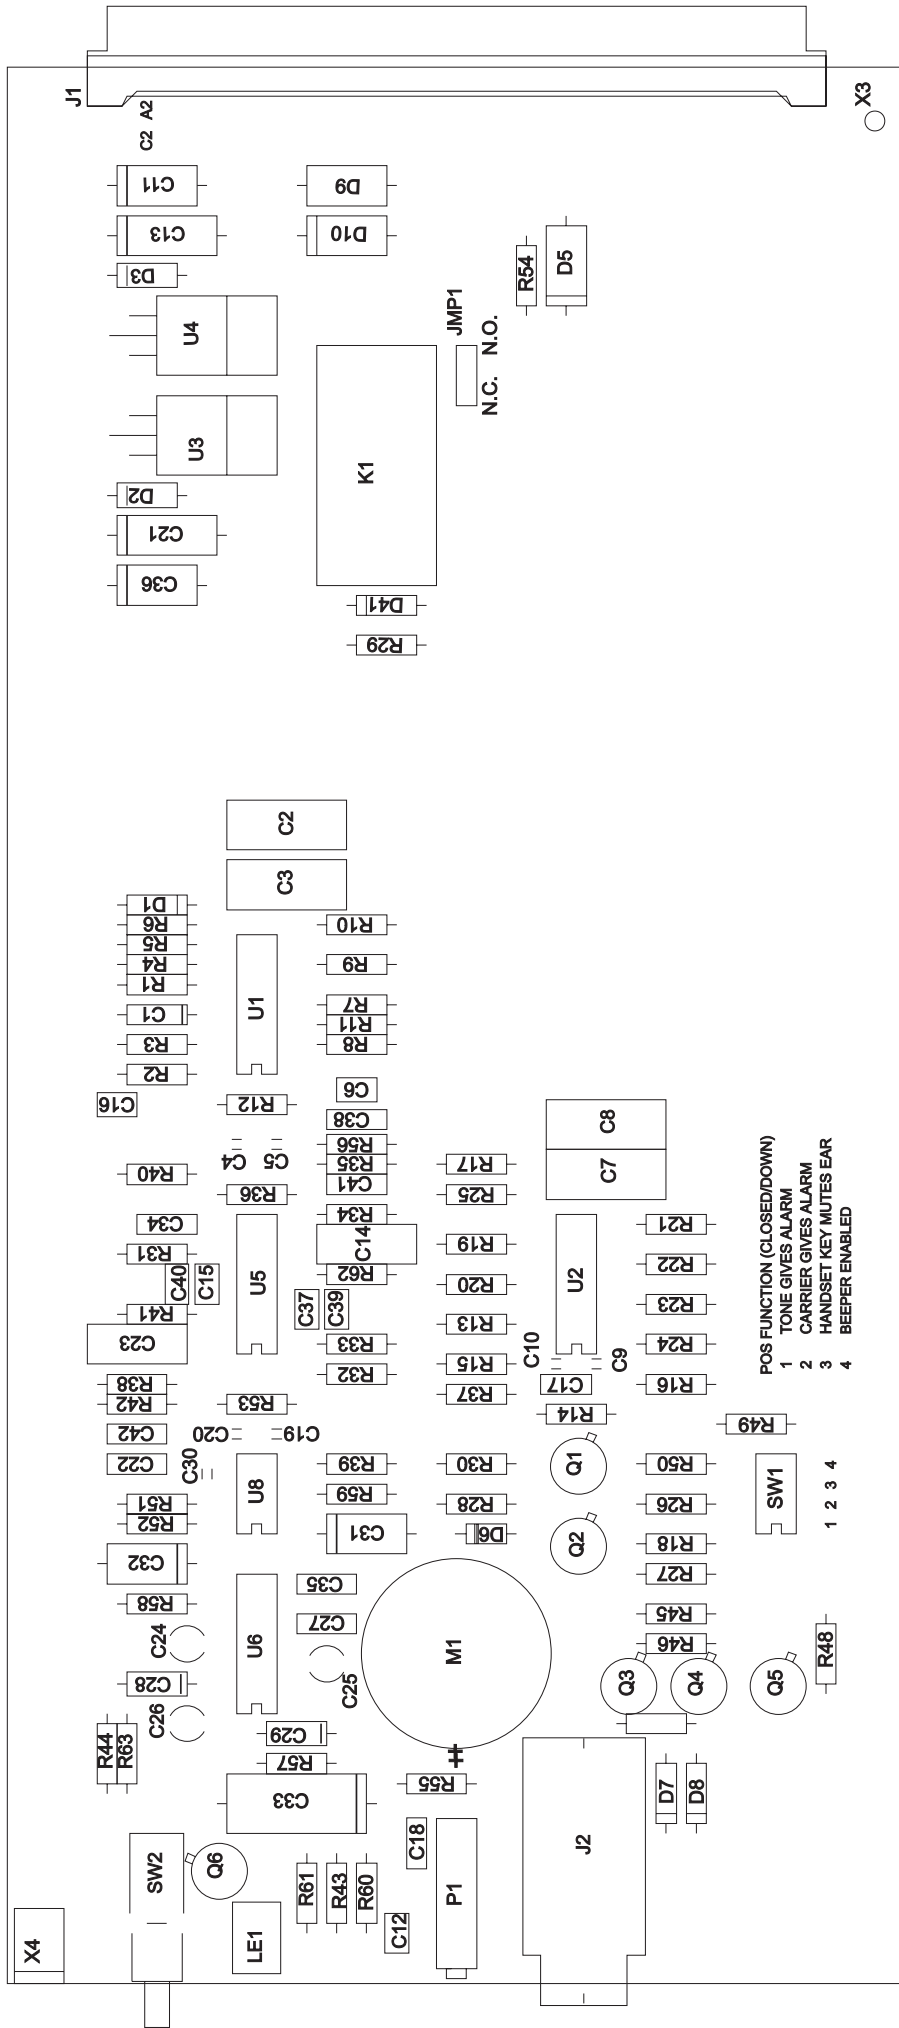 J1
X3
C2 A2
C11
D9
C13
D10
D3
R54
D5
U4
JMP1
N.C. N.O.
U3
K1
D2
C21
C36
D41
R29
C2
C3
D1
R6
R10
R5
R4
R9
R1
U1
R7
C1
R11
R3
R8
R2
C6
C16
R12
C38
C8
C4
C5
R56
R40
R35
R17
C7
C41
R36
R25
C34
R34
R21
R31
C14
R19
R22
C40
C15
U5
R62
R20
U2
R41
C37
C39
R13
R23
C23
R33
C10
C9
R24
R38
R32
R15
C17
R16
R42
R53
R37
R14
POS FUNCTION (CLOSED/DOWN)
1 TONE GIVES ALARM
2 CARRIER GIVES ALARM
3 HANDSET KEY MUTES EAR
4 BEEPER ENABLED
C42
C20
C19
R49
C22
C30
R39
R30
Q1
R50
R51
U8
R59
R28
R26
SW1
1 2 3 4
R52
C31
D6
Q2
R18
C32
R27
R58
C35
C24
U6
C27
M1
R45
R46
R48
C28
C25
Q3
Q4
Q5
C26
R44
R63
C29
+
R57
R55
C33
D7
D8
C18
J2
SW2
Q6
R61
R43
R60
P1
C12
X4
LE1